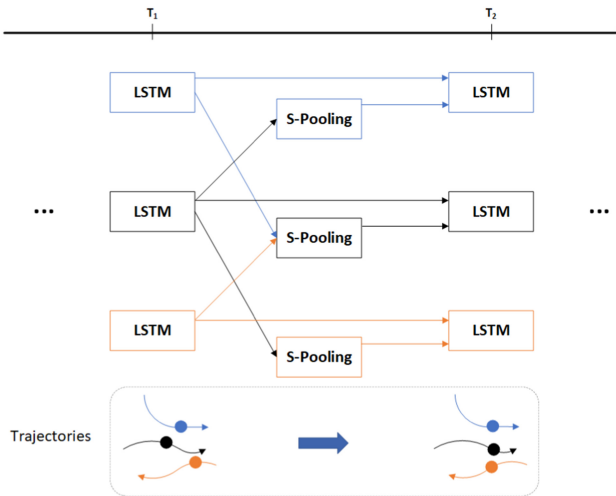 T₁ T₂
LSTM LSTM
S-Pooling
... LSTM LSTM ...
S-Pooling
LSTM LSTM
S-Pooling
Trajectories